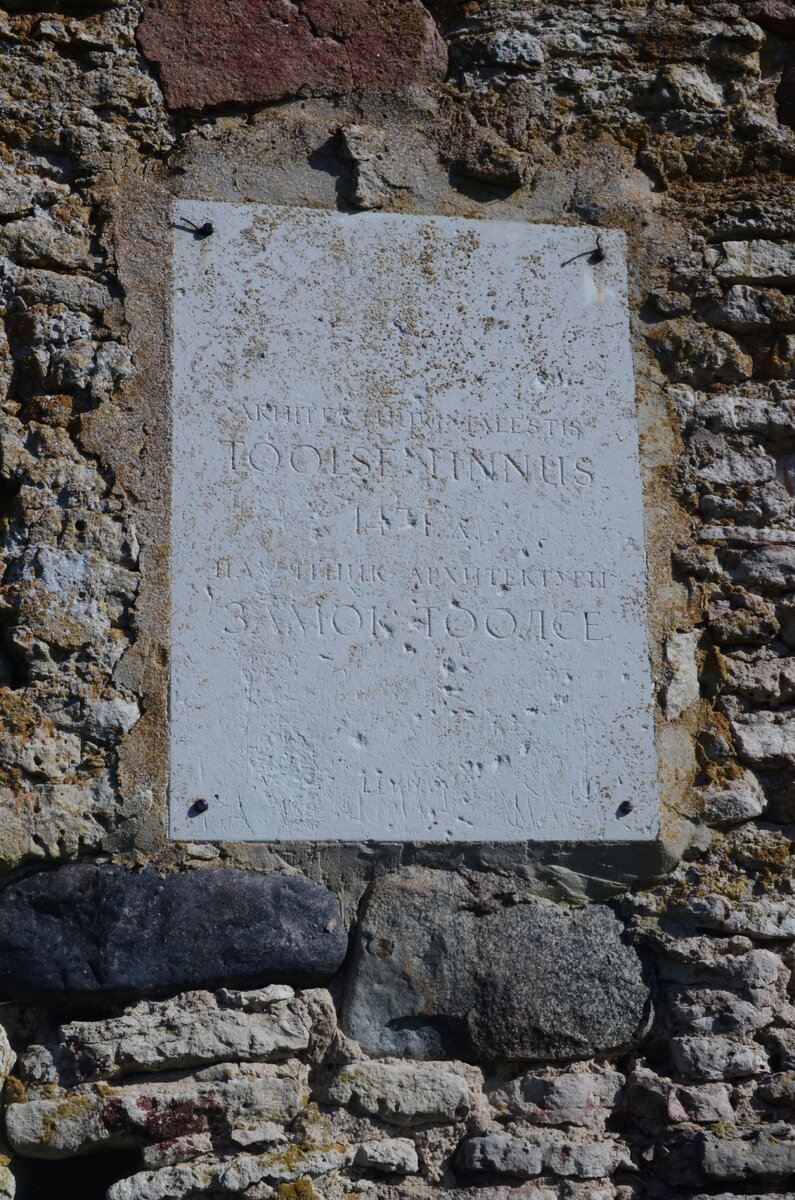 ARHITEKTUURIMÄLESTIS
TOOLSE LINNUS
1471 A.
ПАМЯТНИК АРХИТЕКТУРЫ
ЗАМОК ТООЛСЕ